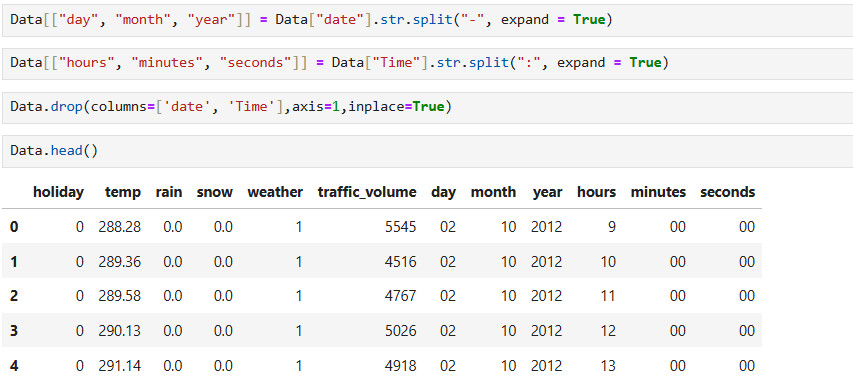 Data[["day", "month", "year"]] = Data["date"].str.split("-", expand = True)
Data[["hours", "minutes", "seconds"]] = Data["Time"].str.split(":", expand = True)
Data.drop(columns=['date', 'Time'],axis=1,inplace=True)
Data.head()
holiday temp rain snow weather traffic_volume day month year hours minutes seconds
0 0 288.28 0.0 0.0 1 5545 02 10 2012 9 00 00
1 0 289.36 0.0 0.0 1 4516 02 10 2012 10 00 00
2 0 289.58 0.0 0.0 1 4767 02 10 2012 11 00 00
3 0 290.13 0.0 0.0 1 5026 02 10 2012 12 00 00
4 0 291.14 0.0 0.0 1 4918 02 10 2012 13 00 00